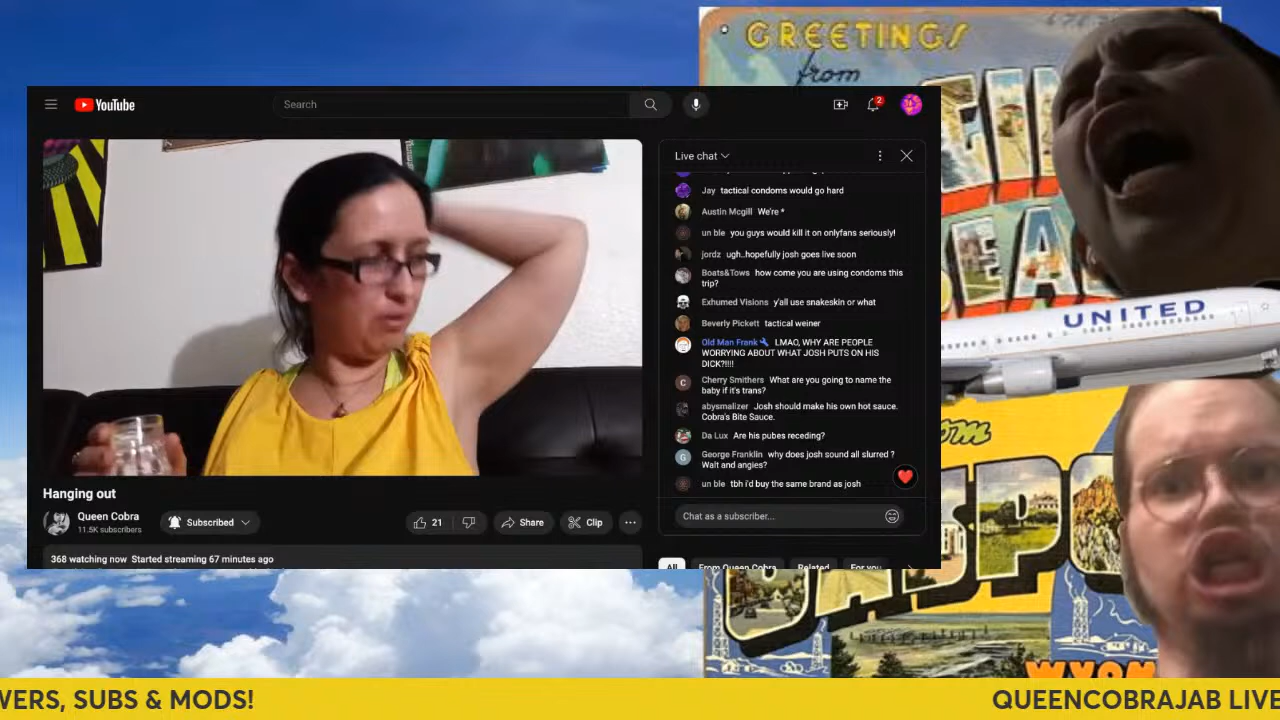 GREETINGS
from
YouTube
Search
2
Live chat
Jay tactical condoms would go hard
Austin Mcgill We're *
un ble you guys would kill it on onlyfans seriously!
jordz ugh..hopefully josh goes live soon
Boats&Tows how come you are using condoms this
trip?
Exhumed Visions y'all use snakeskin or what
Beverly Pickett tactical weiner
Old Man Frank LMAO, WHY ARE PEOPLE
WORRYING ABOUT WHAT JOSH PUTS ON HIS
DICK?!!!!
Cherry Smithers What are you going to name the
baby if it's trans?
abysmalizer Josh should make his own hot sauce.
Cobra's Bite Sauce.
Da Lux Are his pubes receding?
George Franklin why does josh sound all slurred ?
Walt and angies?
un ble tbh i'd buy the same brand as josh
Chat as a subscriber...
Hanging out
Queen Cobra
11.5K subscribers
Subscribed
21
Share
Clip
368 watching now Started streaming 67 minutes ago
All
From Queen Cobra
Related
For you
UNITED
WERS, SUBS & MODS!
QUEENCOBRAJAB LIVE